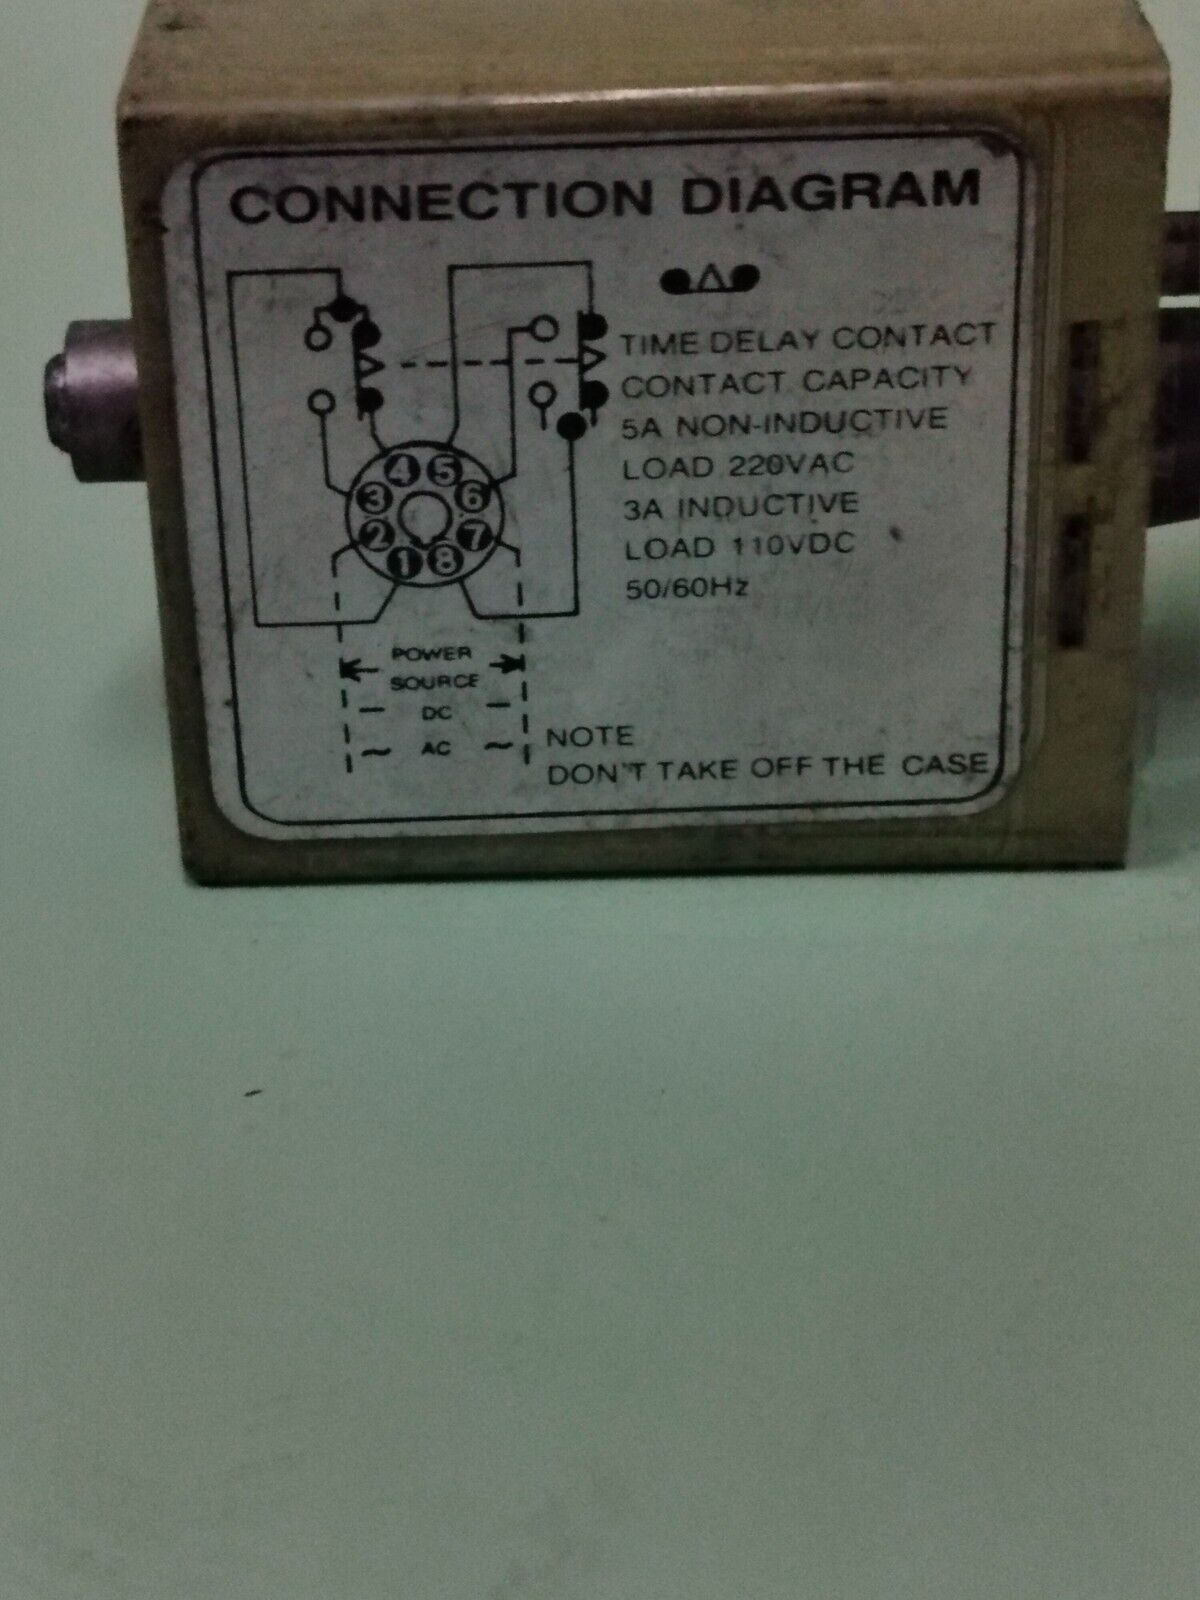 CONNECTION DIAGRAM
TIME DELAY CONTACT
CONTACT CAPACITY
5A NON-INDUCTIVE
LOAD 220VAC
3A INDUCTIVE
LOAD 110VDC
50/60Hz
4 5
3 6
2 7
1 8
POWER
SOURCE
— DC —
~ AC ~
NOTE
DON'T TAKE OFF THE CASE